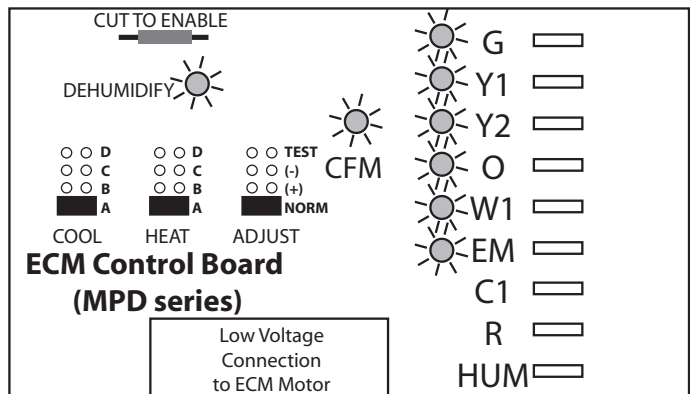 CUT TO ENABLE
DEHUMIDIFY
D D TEST
C C (-)
B B (+)
A A NORM
COOL HEAT ADJUST
CFM
ECM Control Board
(MPD series)
Low Voltage
Connection
to ECM Motor
G
Y1
Y2
O
W1
EM
C1
R
HUM